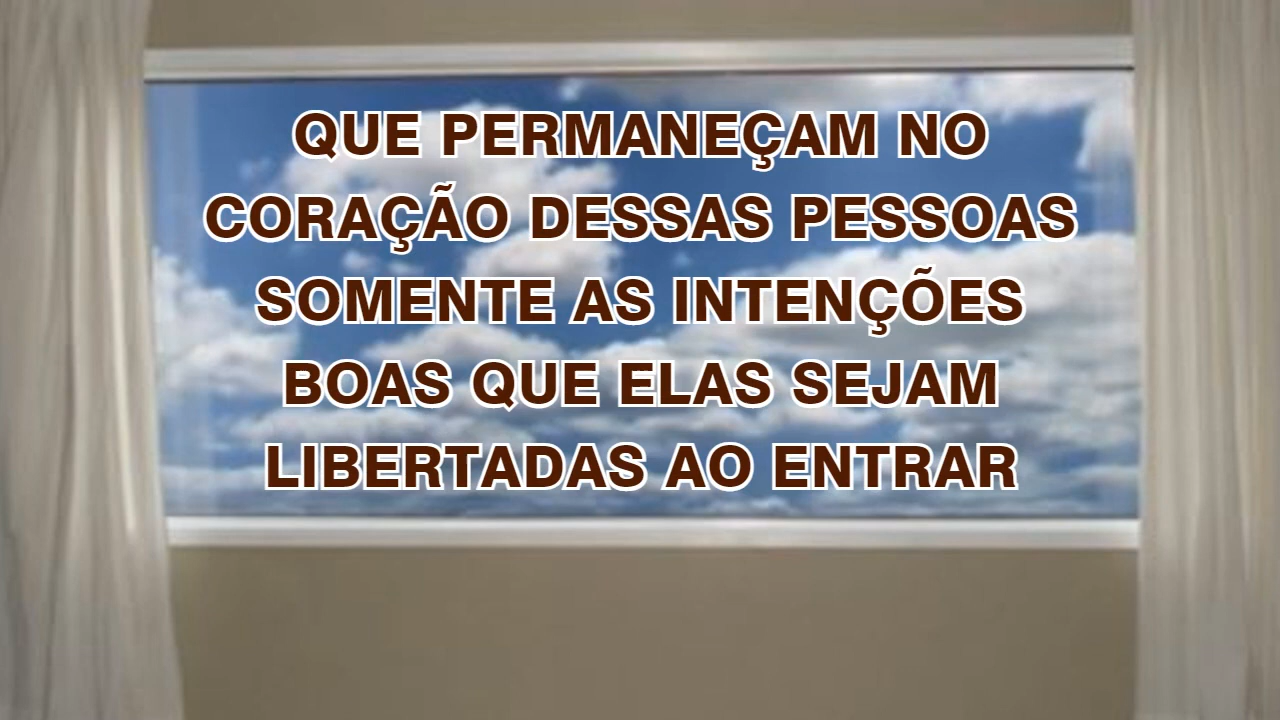 QUE PERMANEÇAM NO
CORAÇÃO DESSAS PESSOAS
SOMENTE AS INTENÇÕES
BOAS QUE ELAS SEJAM
LIBERTADAS AO ENTRAR